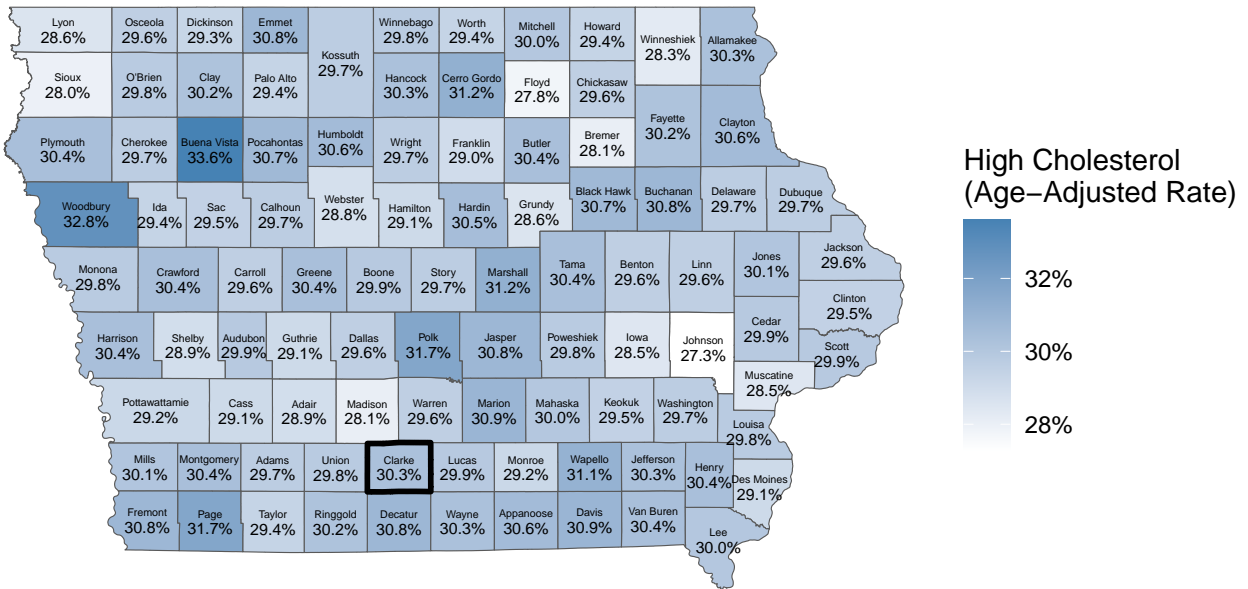 Lyon
28.6%
Osceola
29.6%
Dickinson
29.3%
Emmet
30.8%
Kossuth
29.7%
Winnebago
29.8%
Worth
29.4%
Mitchell
30.0%
Howard
29.4%
Winneshiek
28.3%
Allamakee
30.3%
Sioux
28.0%
O'Brien
29.8%
Clay
30.2%
Palo Alto
29.4%
Hancock
30.3%
Cerro Gordo
31.2%
Floyd
27.8%
Chickasaw
29.6%
Fayette
30.2%
Clayton
30.6%
Plymouth
30.4%
Cherokee
29.7%
Buena Vista
33.6%
Pocahontas
30.7%
Humboldt
30.6%
Wright
29.7%
Franklin
29.0%
Butler
30.4%
Bremer
28.1%
Woodbury
32.8%
Ida
29.4%
Sac
29.5%
Calhoun
29.7%
Webster
28.8%
Hamilton
29.1%
Hardin
30.5%
Grundy
28.6%
Black Hawk
30.7%
Buchanan
30.8%
Delaware
29.7%
Dubuque
29.7%
Monona
29.8%
Crawford
30.4%
Carroll
29.6%
Greene
30.4%
Boone
29.9%
Story
29.7%
Marshall
31.2%
Tama
30.4%
Benton
29.6%
Linn
29.6%
Jones
30.1%
Jackson
29.6%
Clinton
29.5%
Harrison
30.4%
Shelby
28.9%
Audubon
29.9%
Guthrie
29.1%
Dallas
29.6%
Polk
31.7%
Jasper
30.8%
Poweshiek
29.8%
Iowa
28.5%
Johnson
27.3%
Cedar
29.9%
Scott
29.9%
Muscatine
28.5%
Pottawattamie
29.2%
Cass
29.1%
Adair
28.9%
Madison
28.1%
Warren
29.6%
Marion
30.9%
Mahaska
30.0%
Keokuk
29.5%
Washington
29.7%
Louisa
29.8%
Mills
30.1%
Montgomery
30.4%
Adams
29.7%
Union
29.8%
Clarke
30.3%
Lucas
29.9%
Monroe
29.2%
Wapello
31.1%
Jefferson
30.3%
Henry
30.4%
Des Moines
29.1%
Fremont
30.8%
Page
31.7%
Taylor
29.4%
Ringgold
30.2%
Decatur
30.8%
Wayne
30.3%
Appanoose
30.6%
Davis
30.9%
Van Buren
30.4%
Lee
30.0%
High Cholesterol
(Age−Adjusted Rate)
32%
30%
28%